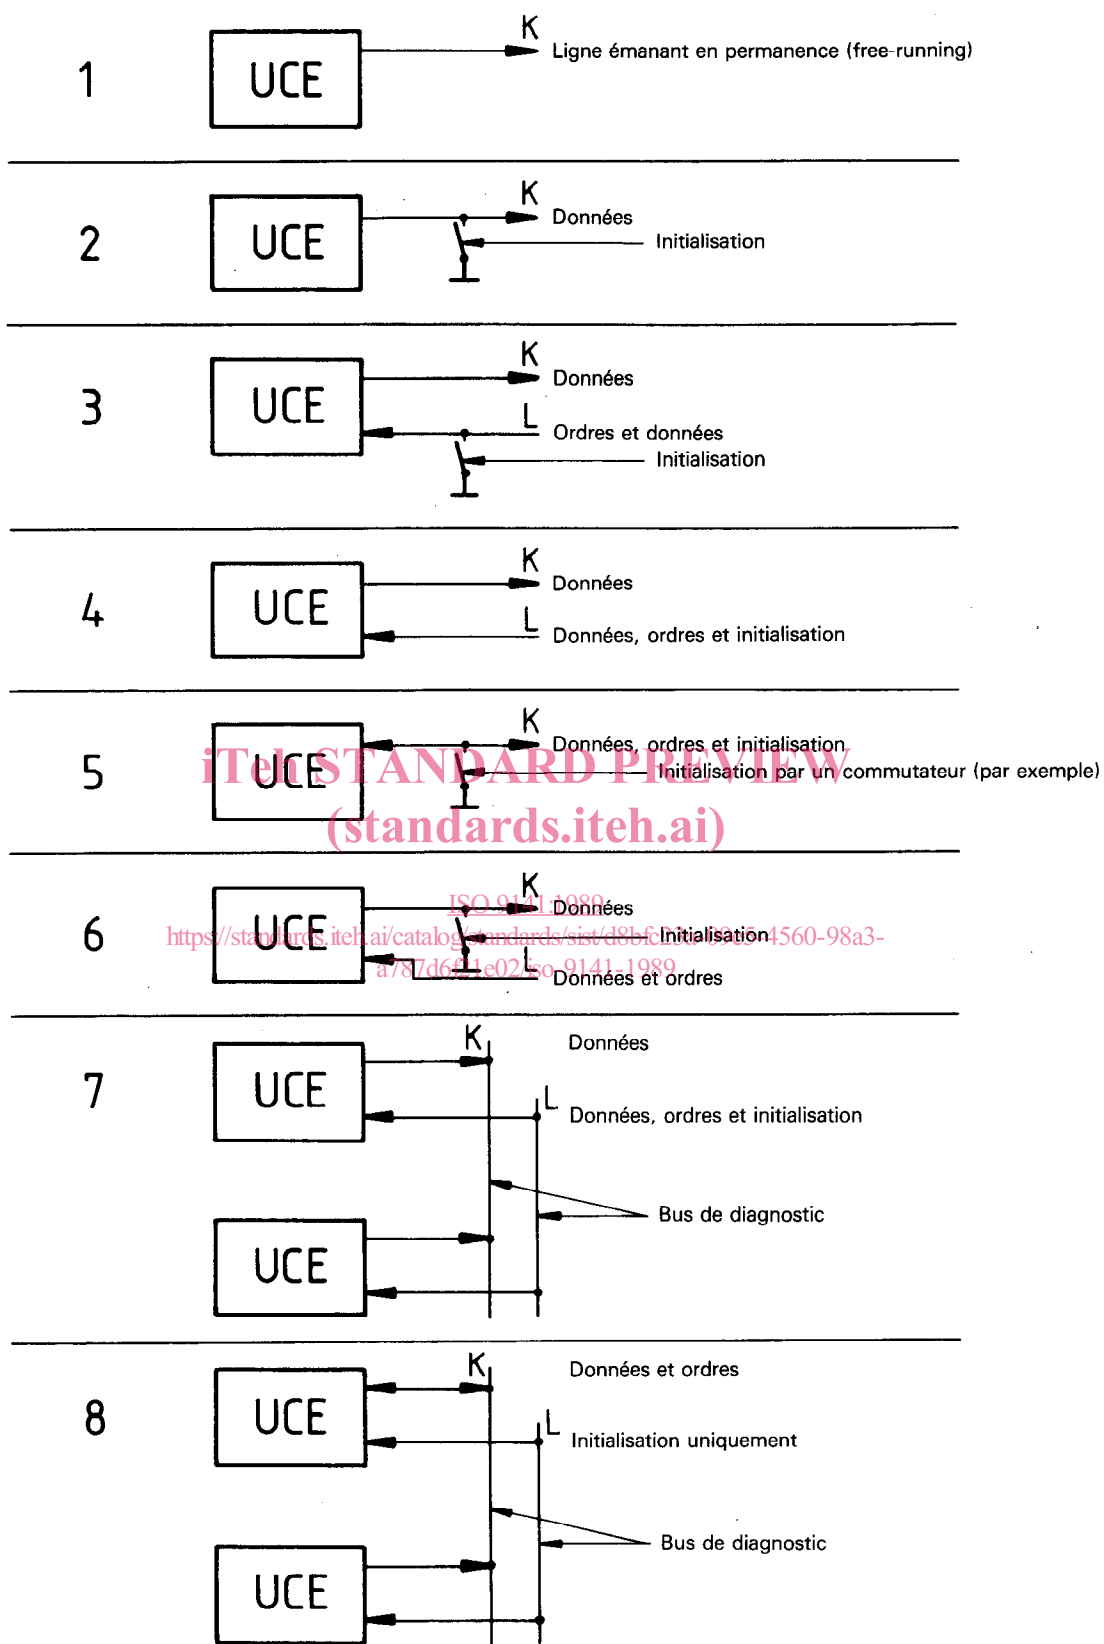 K
1
UCE
Ligne émanant en permanence (free-running)
K
2
UCE
Données
Initialisation
K
3
UCE
Données
L
Ordres et données
Initialisation
K
4
UCE
Données
L
Données, ordres et initialisation
K
5
UCE
Données, ordres et initialisation
Initialisation par un commutateur (par exemple)
iTeh STANDARD PREVIEW
(standards.iteh.ai)
K
6
UCE
ISO 9141:1989
Données
Initialisation
L
Données et ordres
K
Données
7
UCE
L
Données, ordres et initialisation
Bus de diagnostic
UCE
K
Données et ordres
8
UCE
L
Initialisation uniquement
Bus de diagnostic
UCE